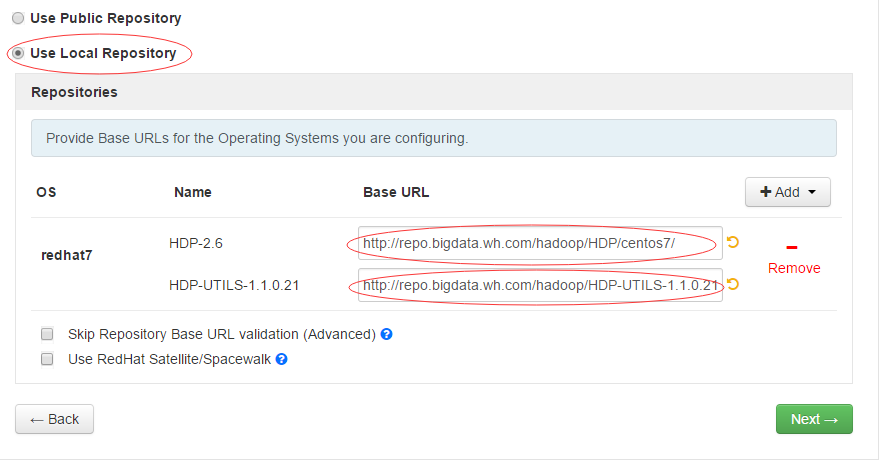 Use Public Repository
Use Local Repository
Repositories
Provide Base URLs for the Operating Systems you are configuring.
OS Name Base URL + Add
redhat7 HDP-2.6 http://repo.bigdata.wh.com/hadoop/HDP/centos7/
Remove
HDP-UTILS-1.1.0.21 http://repo.bigdata.wh.com/hadoop/HDP-UTILS-1.1.0.21
Skip Repository Base URL validation (Advanced) ?
Use RedHat Satellite/Spacewalk ?
← Back Next →